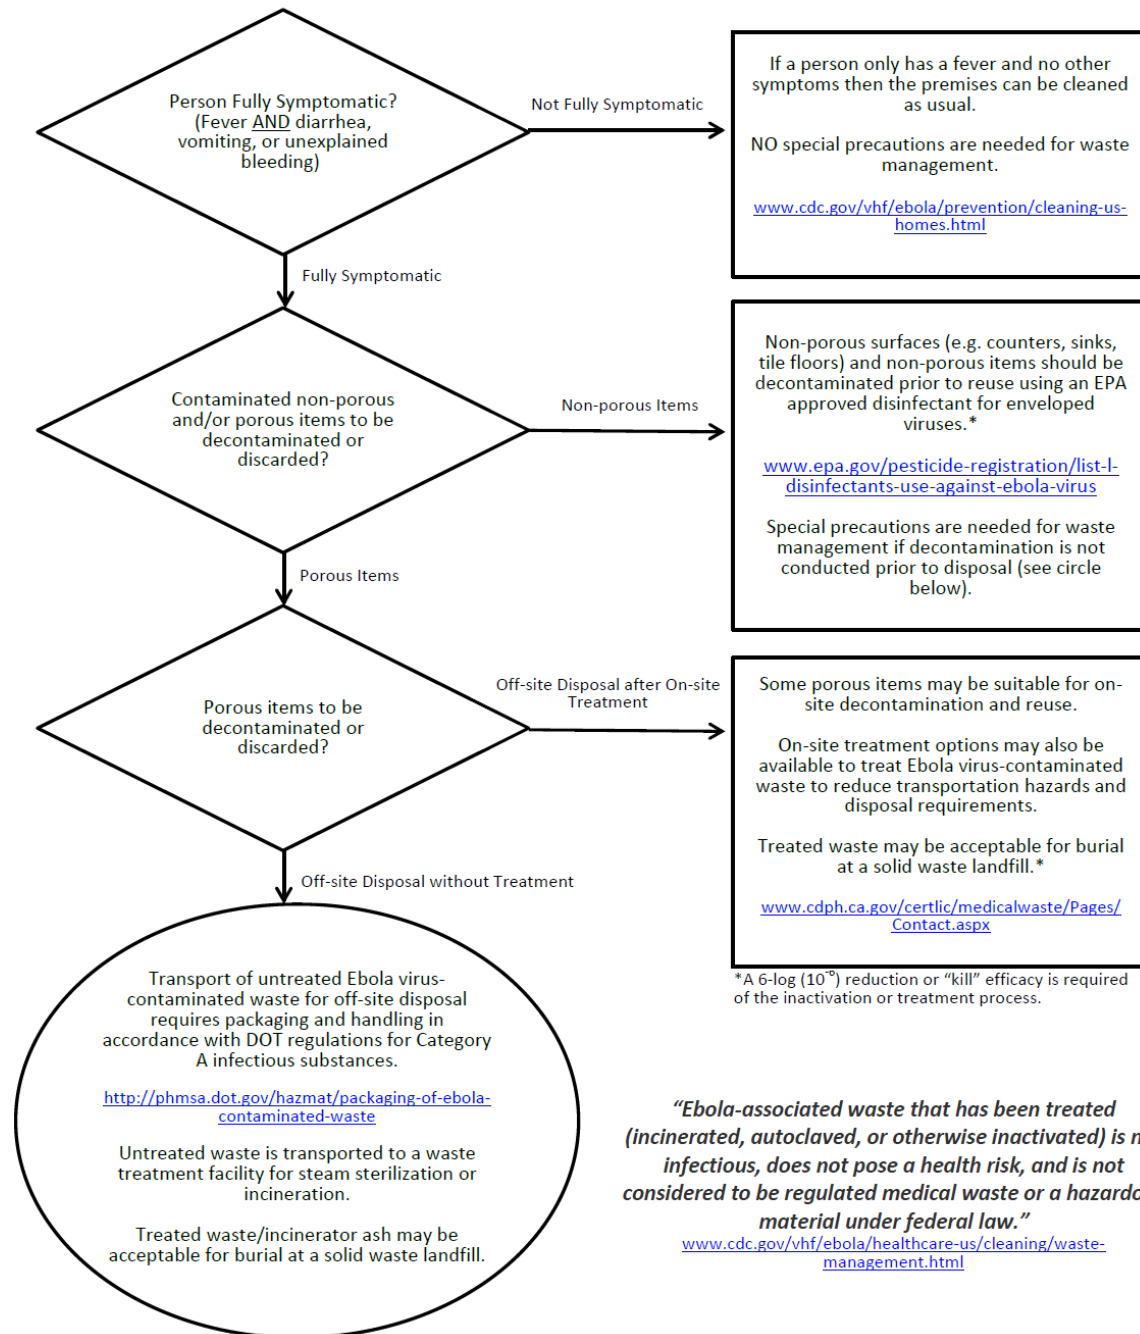 Person Fully Symptomatic?
(Fever AND diarrhea,
vomiting, or unexplained
bleeding)
Not Fully Symptomatic
If a person only has a fever and no other
symptoms then the premises can be cleaned
as usual.
NO special precautions are needed for waste
management.
www.cdc.gov/vhf/ebola/prevention/cleaning-us-
homes.html
Fully Symptomatic
Contaminated non-porous
and/or porous items to be
decontaminated or
discarded?
Non-porous Items
Non-porous surfaces (e.g. counters, sinks,
tile floors) and non-porous items should be
decontaminated prior to reuse using an EPA
approved disinfectant for enveloped
viruses.*
www.epa.gov/pesticide-registration/list-l-
disinfectants-use-against-ebola-virus
Special precautions are needed for waste
management if decontamination is not
conducted prior to disposal (see circle
below).
Porous Items
Porous items to be
decontaminated or
discarded?
Off-site Disposal after On-site
Treatment
Some porous items may be suitable for on-
site decontamination and reuse.
On-site treatment options may also be
available to treat Ebola virus-contaminated
waste to reduce transportation hazards and
disposal requirements.
Treated waste may be acceptable for burial
at a solid waste landfill.*
www.cdph.ca.gov/certlic/medicalwaste/Pages/
Contact.aspx
*A 6-log (10⁻⁶) reduction or “kill” efficacy is required
of the inactivation or treatment process.
Off-site Disposal without Treatment
Transport of untreated Ebola virus-
contaminated waste for off-site disposal
requires packaging and handling in
accordance with DOT regulations for Category
A infectious substances.
http://phmsa.dot.gov/hazmat/packaging-of-ebola-
contaminated-waste
Untreated waste is transported to a waste
treatment facility for steam sterilization or
incineration.
Treated waste/incinerator ash may be
acceptable for burial at a solid waste landfill.
“Ebola-associated waste that has been treated
(incinerated, autoclaved, or otherwise inactivated) is
infectious, does not pose a health risk, and is not
considered to be regulated medical waste or a
material under federal law.”
www.cdc.gov/vhf/ebola/healthcare-us/cleaning/waste-
management.html